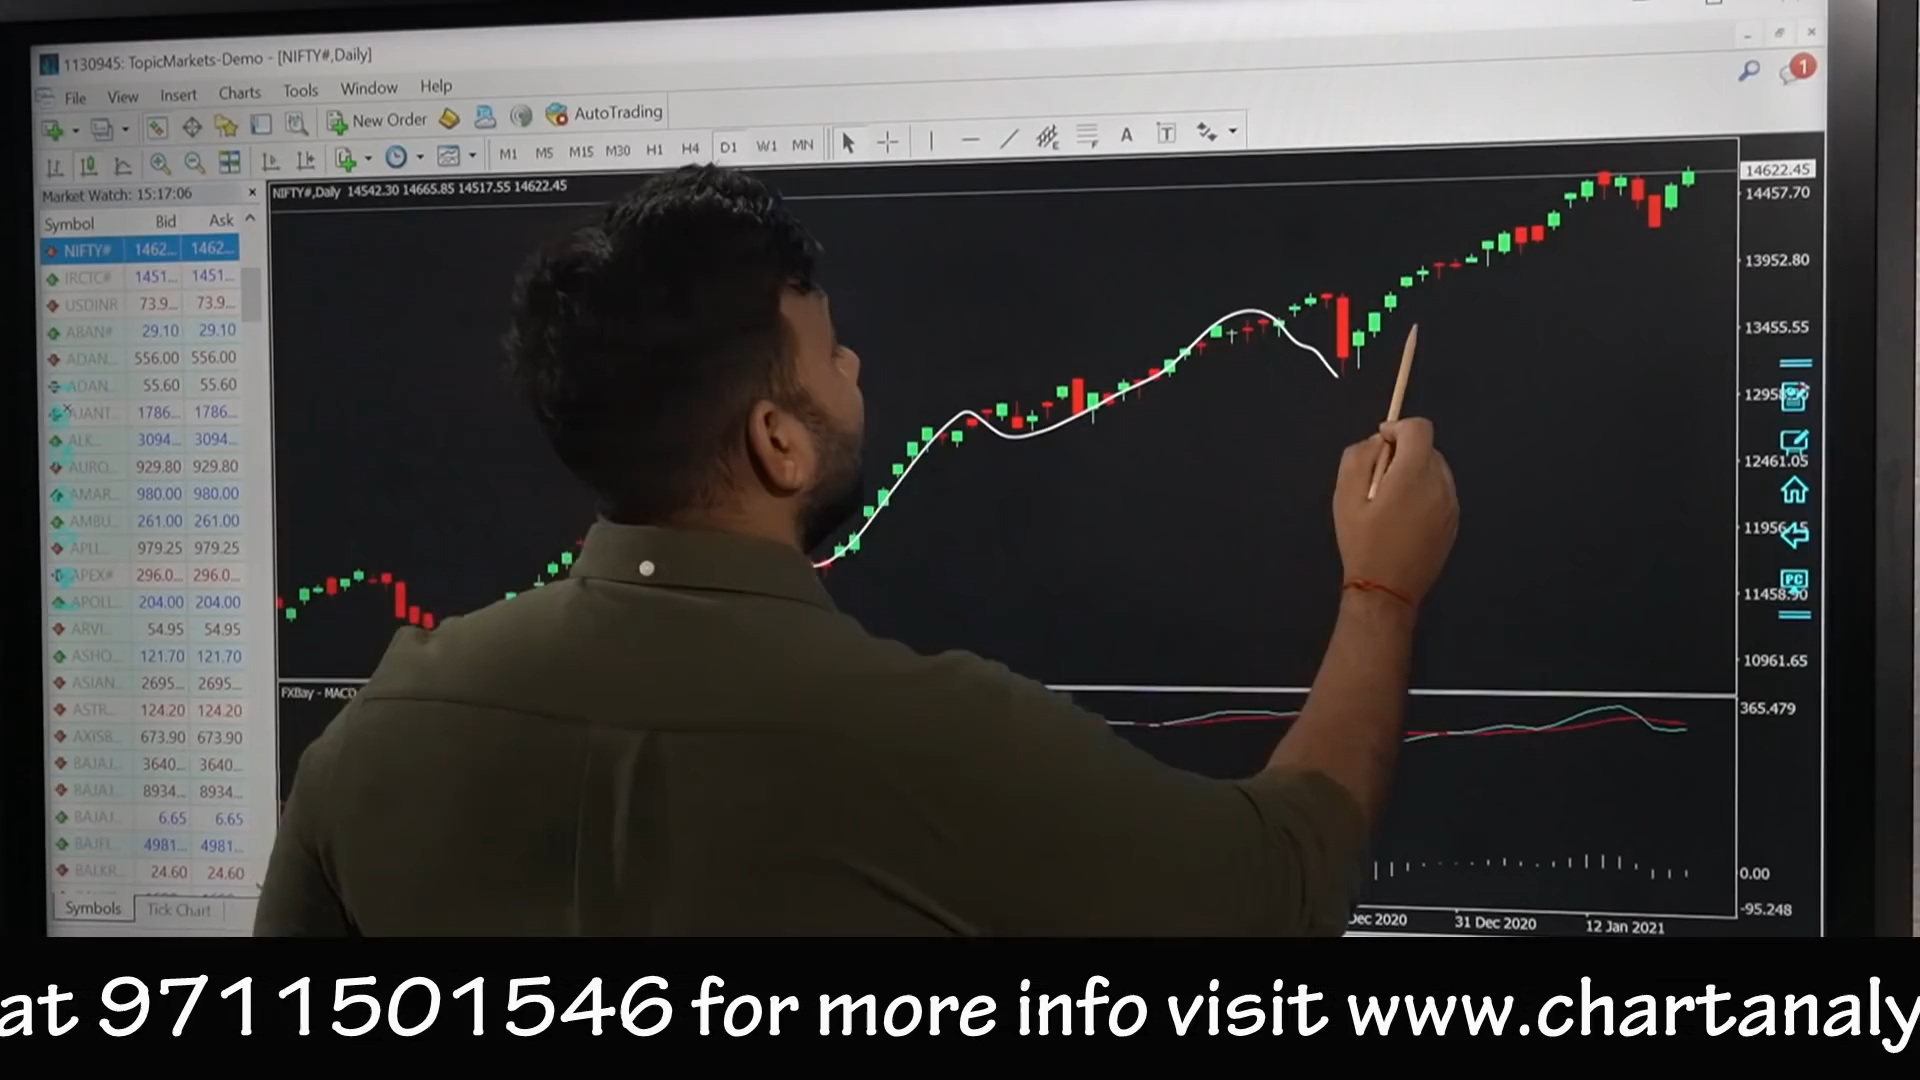 1130945: TopicMarkets-Demo - [NIFTY#,Daily]
File View Insert Charts Tools Window Help
New Order AutoTrading
M1 M5 M15 M30 H1 H4 D1 W1 MN A T
Market Watch: 15:17:06
Symbol Bid Ask
NIFTY# 1462... 1462...
IRCTC# 1451... 1451...
USDINR 73.9... 73.9...
ABAN# 29.10 29.10
ADAN... 556.00 556.00
ADAN... 55.60 55.60
1786... 1786...
ALK... 3094... 3094...
AURO... 929.80 929.80
AMAR... 980.00 980.00
AMBU... 261.00 261.00
APLL... 979.25 979.25
APEX# 296.0... 296.0...
APOLL... 204.00 204.00
ARVI... 54.95 54.95
ASHO... 121.70 121.70
ASIAN... 2695... 2695...
ASTR... 124.20 124.20
AXISB... 673.90 673.90
BAJAJ... 3640... 3640...
BAJAJ... 8934... 8934...
BAJAJ... 6.65 6.65
BAJFI... 4981... 4981...
BALKR... 24.60 24.60
Symbols Tick Chart
NIFTY#,Daily 14542.30 14665.85 14517.55 14622.45
14622.45
14457.70
13952.80
13455.55
12461.05
11458.90
10961.65
PC
FXBay - MACD
365.479
0.00
-95.248
Dec 2020 31 Dec 2020 12 Jan 2021
1
at 9711501546 for more info visit www.chartanaly